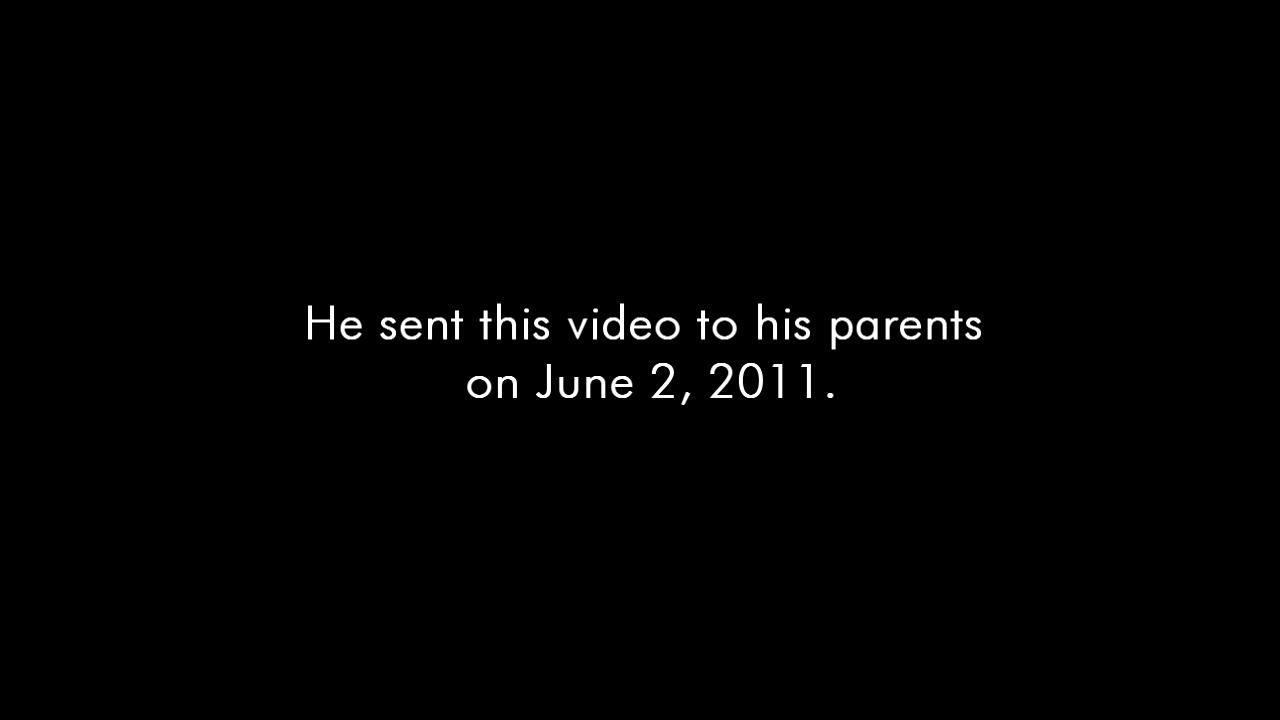 He sent this video to his parents
on June 2, 2011.